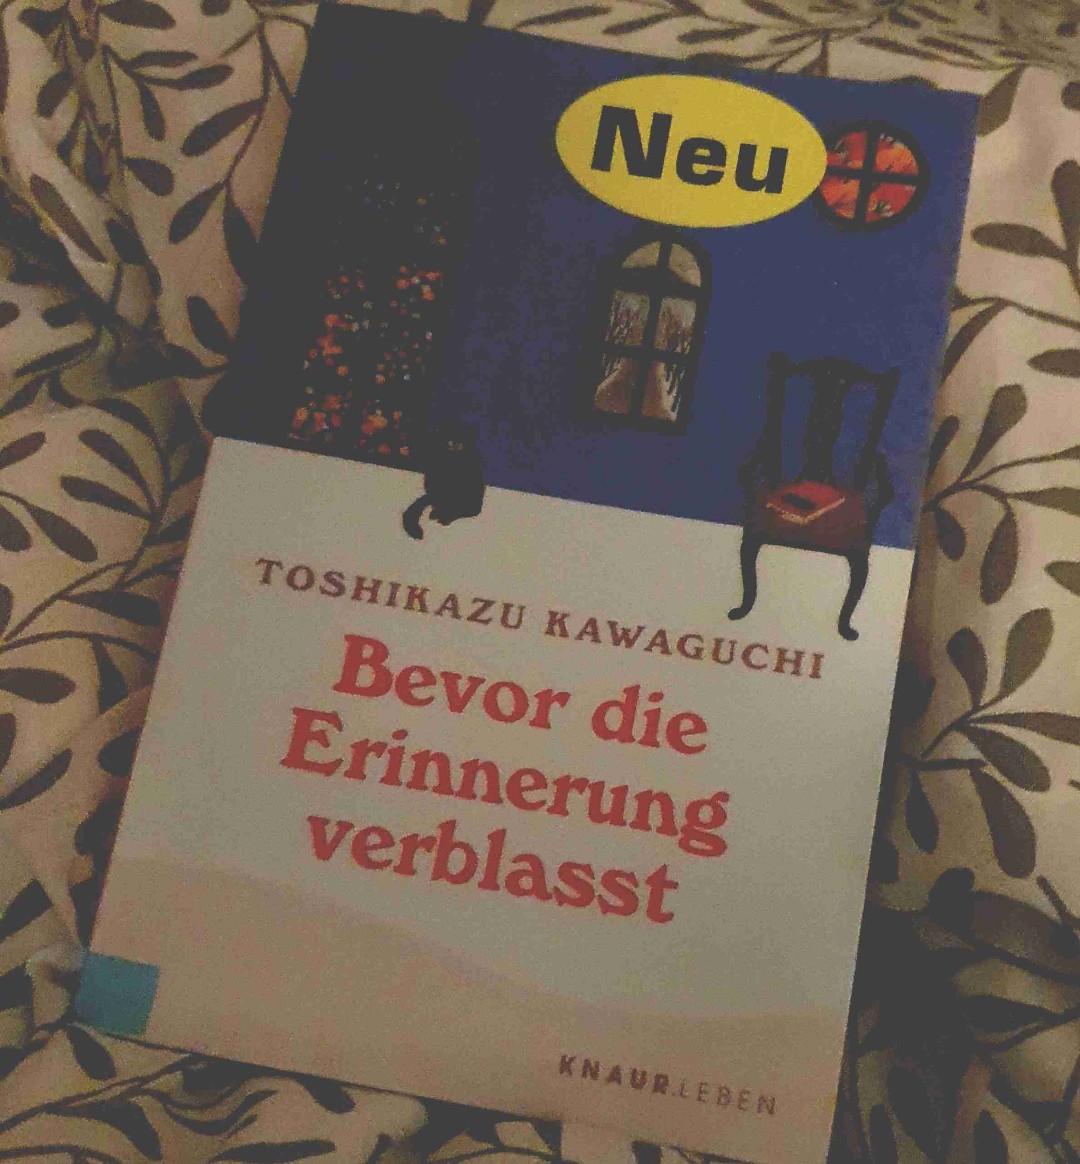 Neu
TOSHIKAZU KAWAGUCHI
Bevor die
Erinnerung
verblasst
KNAUR.LEBEN